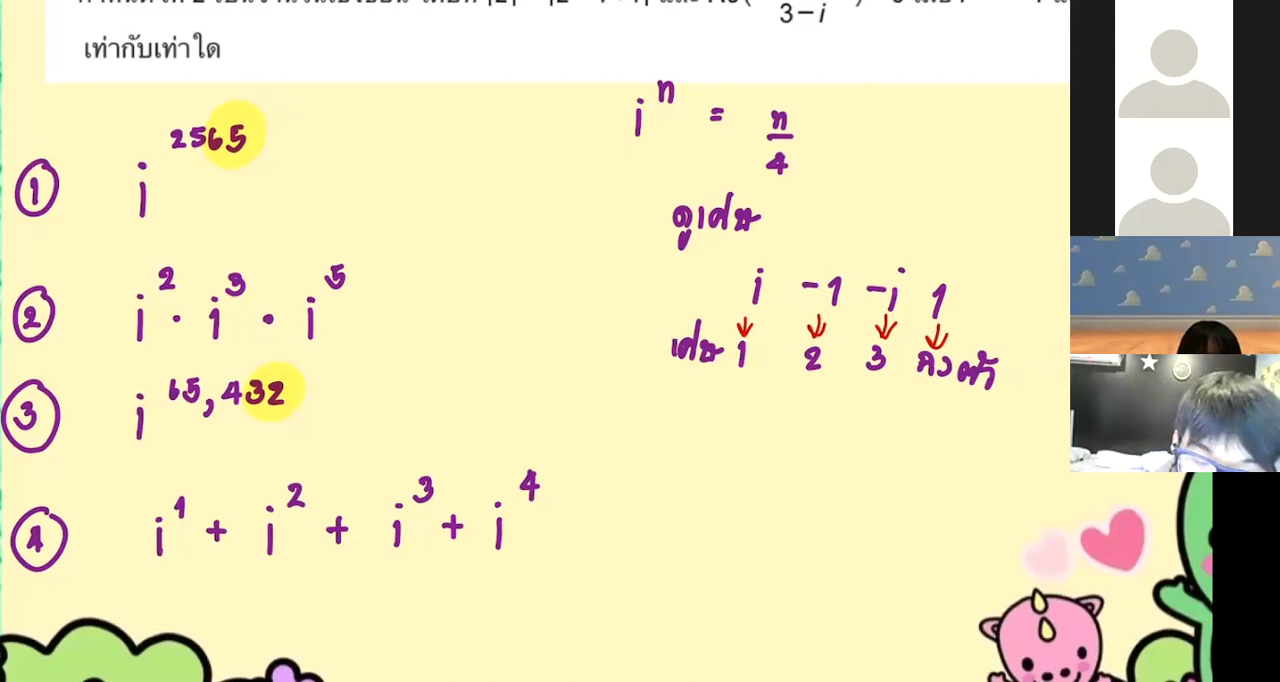 3 − i
เท่ากับเท่าใด
① i^2565
② i^2 · i^3 · i^5
③ i^65,432
④ i^1 + i^2 + i^3 + i^4
i^n = n/4
ดูเศษ
i −1 −i 1
เศษ 1 2 3 ลงตัว